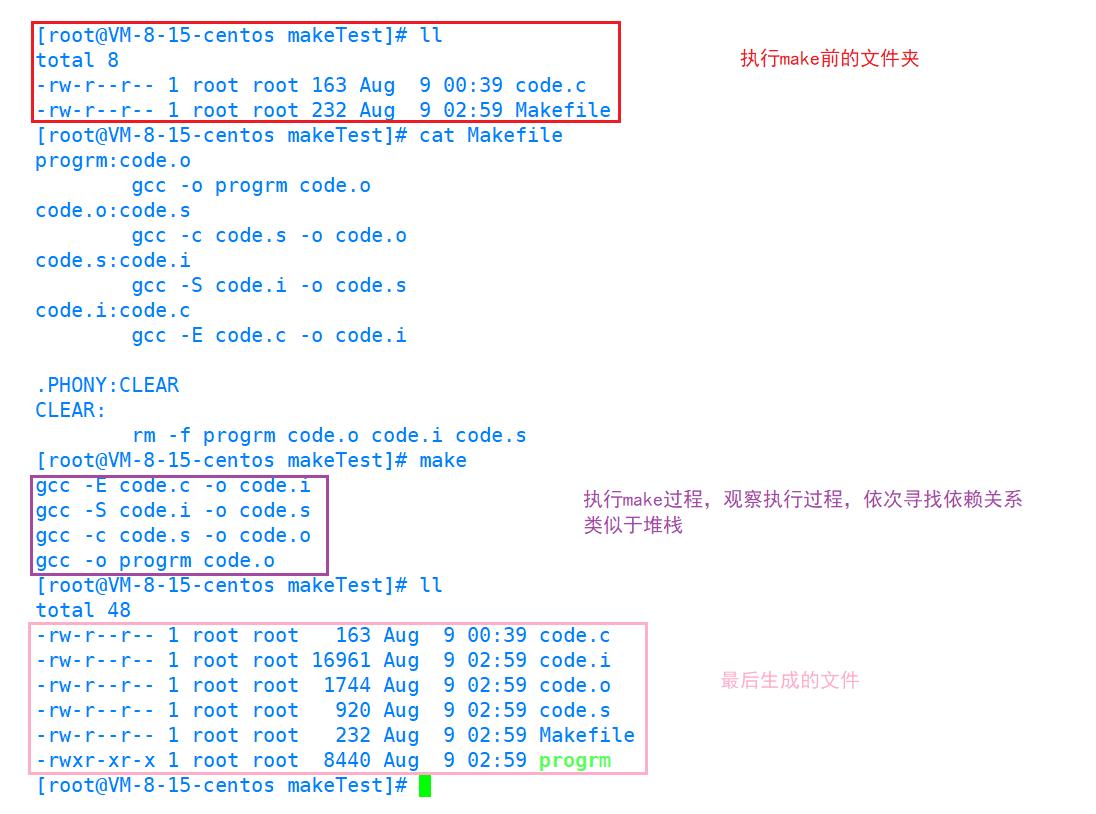 [root@VM-8-15-centos makeTest]# ll
total 8
执行make前的文件夹
-rw-r--r-- 1 root root 163 Aug  9 00:39 code.c
-rw-r--r-- 1 root root 232 Aug  9 02:59 Makefile
[root@VM-8-15-centos makeTest]# cat Makefile
progrm:code.o
        gcc -o progrm code.o
code.o:code.s
        gcc -c code.s -o code.o
code.s:code.i
        gcc -S code.i -o code.s
code.i:code.c
        gcc -E code.c -o code.i

.PHONY:CLEAR
CLEAR:
        rm -f progrm code.o code.i code.s
[root@VM-8-15-centos makeTest]# make
gcc -E code.c -o code.i
gcc -S code.i -o code.s
gcc -c code.s -o code.o
gcc -o progrm code.o
执行make过程，观察执行过程，依次寻找依赖关系
类似于堆栈
[root@VM-8-15-centos makeTest]# ll
total 48
-rw-r--r-- 1 root root   163 Aug  9 00:39 code.c
-rw-r--r-- 1 root root 16961 Aug  9 02:59 code.i
-rw-r--r-- 1 root root  1744 Aug  9 02:59 code.o
-rw-r--r-- 1 root root   920 Aug  9 02:59 code.s
-rw-r--r-- 1 root root   232 Aug  9 02:59 Makefile
-rwxr-xr-x 1 root root  8440 Aug  9 02:59 progrm
最后生成的文件
[root@VM-8-15-centos makeTest]#